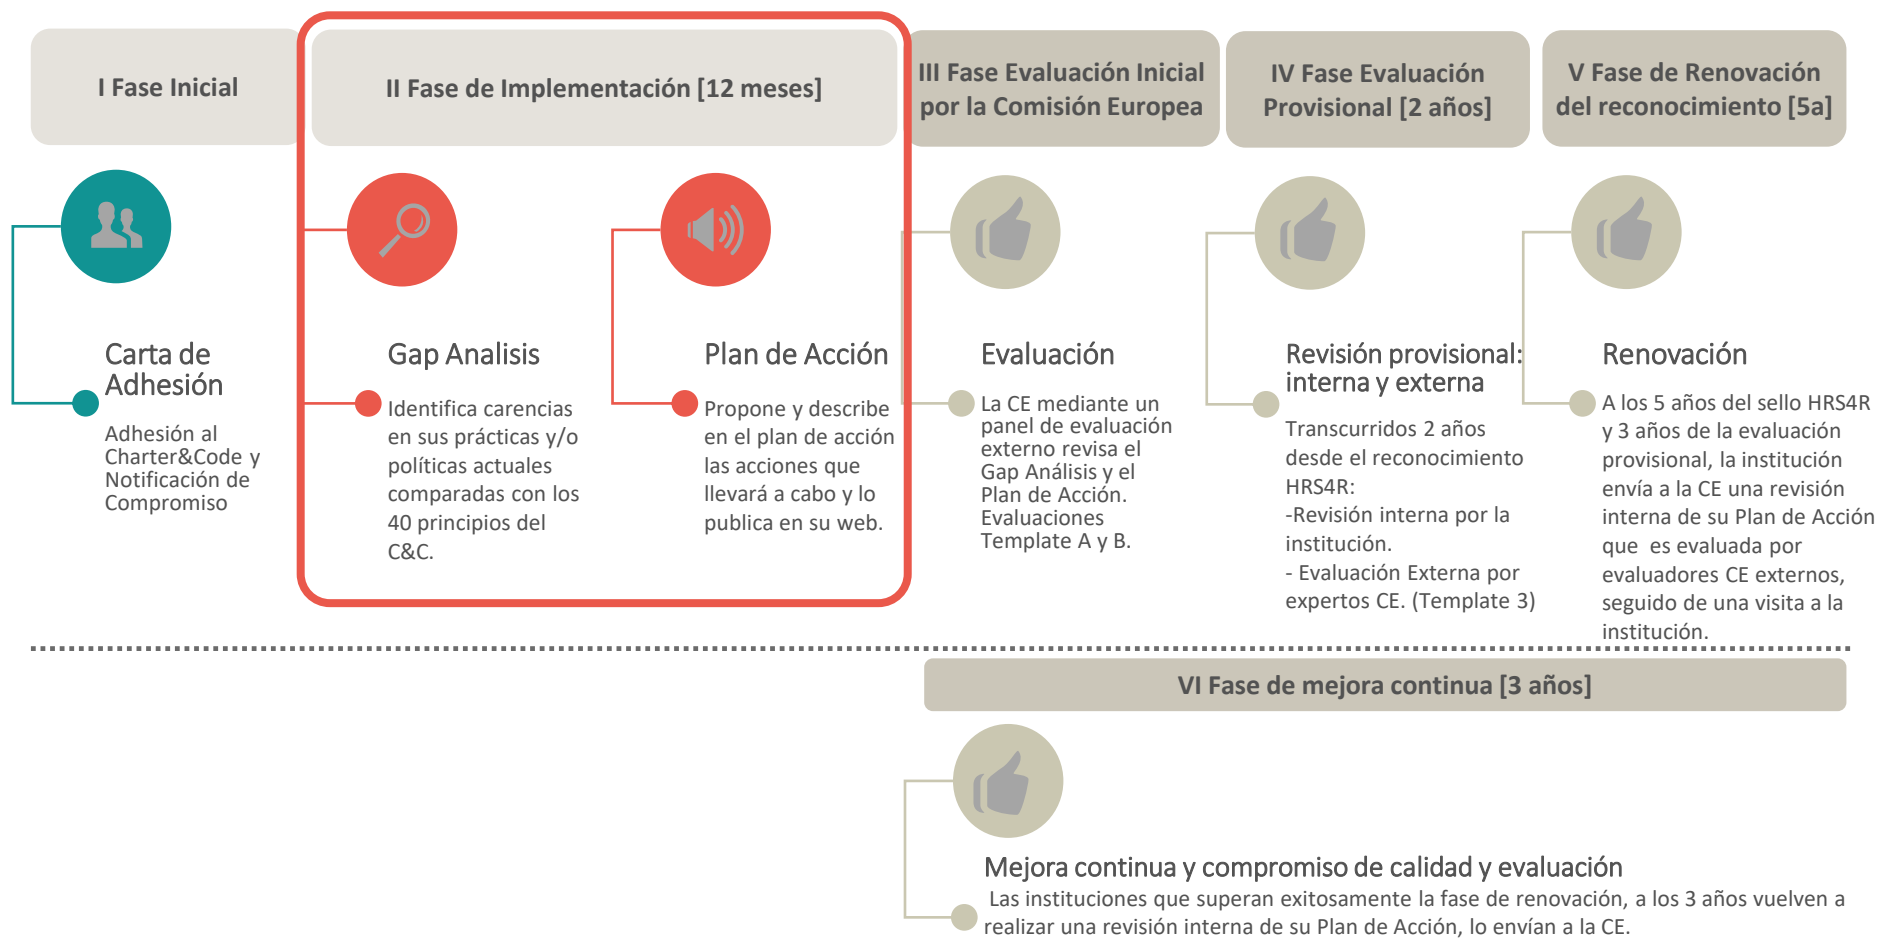 I Fase Inicial
II Fase de Implementación [12 meses]
III Fase Evaluación Inicial
por la Comisión Europea
IV Fase Evaluación
Provisional [2 años]
V Fase de Renovación
del reconocimiento [5a]
Carta de
Adhesión
Adhesión al
Charter&Code y
Notificación de
Compromiso
Gap Analisis
Identifica carencias
en sus prácticas y/o
políticas actuales
comparadas con los
40 principios del
C&C.
Plan de Acción
Propone y describe
en el plan de acción
las acciones que
llevará a cabo y lo
publica en su web.
Evaluación
La CE mediante un
panel de evaluación
externo revisa el
Gap Análisis y el
Plan de Acción.
Evaluaciones
Template A y B.
Revisión provisional:
interna y externa
Transcurridos 2 años
desde el reconocimiento
HRS4R:
-Revisión interna por la
institución.
- Evaluación Externa por
expertos CE. (Template 3)
Renovación
A los 5 años del sello HRS4R
y 3 años de la evaluación
provisional, la institución
envía a la CE una revisión
interna de su Plan de Acción
que  es evaluada por
evaluadores CE externos,
seguido de una visita a la
institución.
VI Fase de mejora continua [3 años]
Mejora continua y compromiso de calidad y evaluación
Las instituciones que superan exitosamente la fase de renovación, a los 3 años vuelven a
realizar una revisión interna de su Plan de Acción, lo envían a la CE.